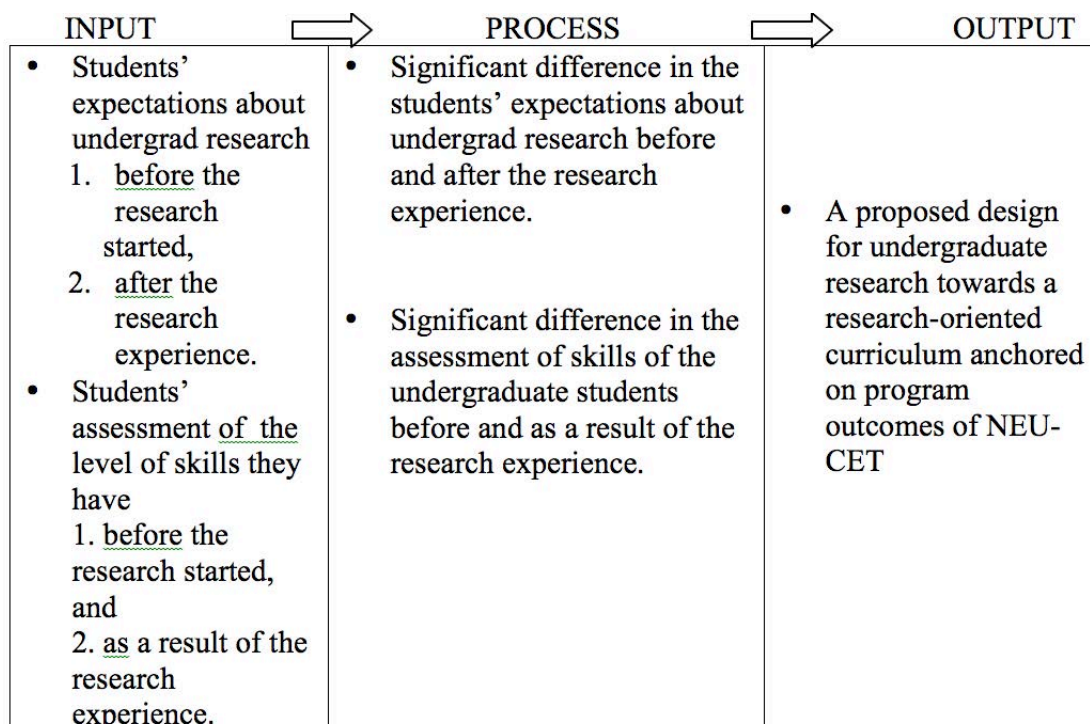 INPUT
PROCESS
OUTPUT
• Students’
expectations about
undergrad research
1. before the
research
started,
2. after the
research
experience.
• Students’
assessment of the
level of skills they
have
1. before the
research started,
and
2. as a result of the
research
experience.
• Significant difference in the
students’ expectations about
undergrad research before
and after the research
experience.
• Significant difference in the
assessment of skills of the
undergraduate students
before and as a result of the
research experience.
• A proposed design
for undergraduate
research towards a
research-oriented
curriculum anchored
on program
outcomes of NEU-
CET